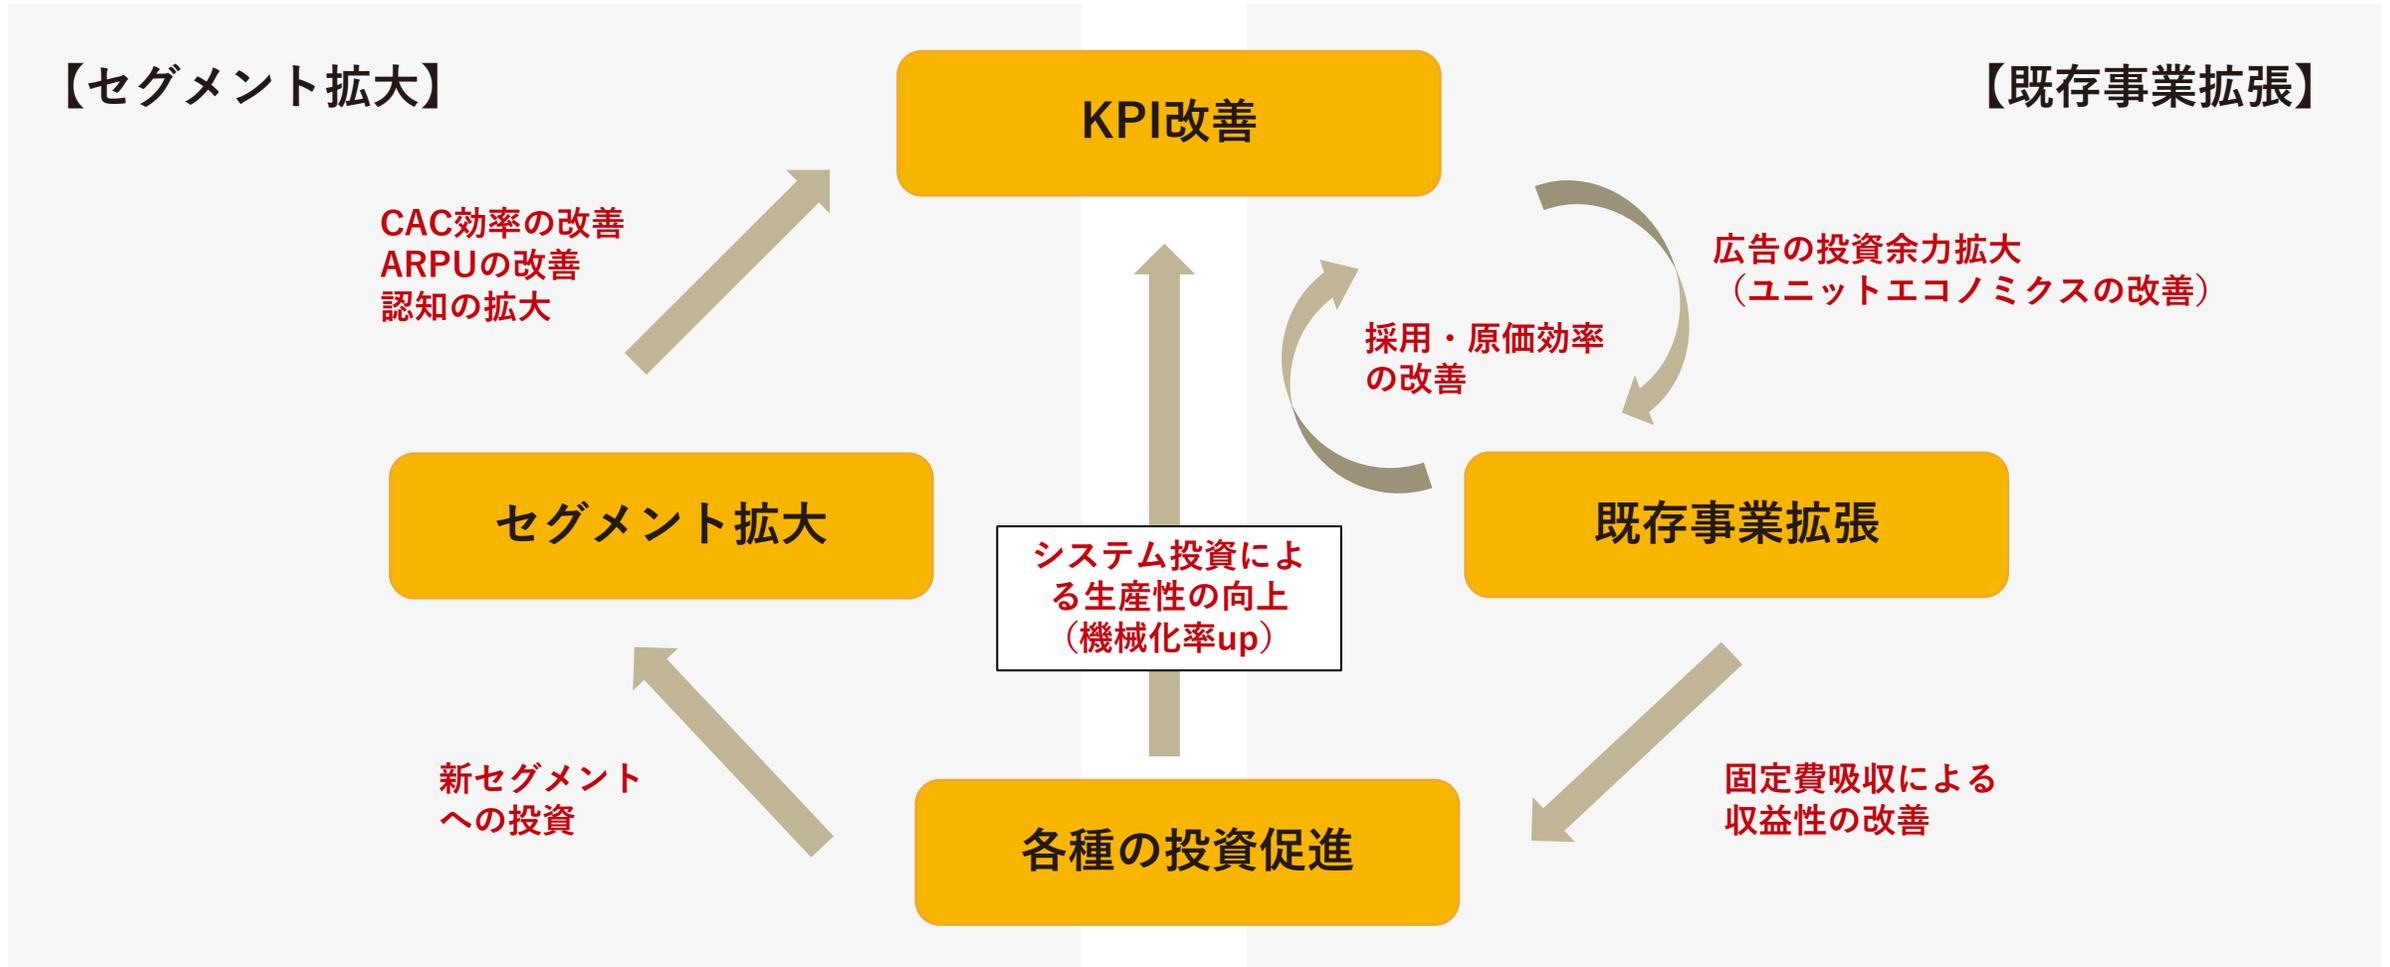 【セグメント拡大】
【既存事業拡張】
KPI改善
CAC効率の改善
ARPUの改善
認知の拡大
広告の投資余力拡大
（ユニットエコノミクスの改善）
採用・原価効率
の改善
セグメント拡大
既存事業拡張
システム投資によ
る生産性の向上
（機械化率up）
新セグメント
への投資
固定費吸収による
収益性の改善
各種の投資促進